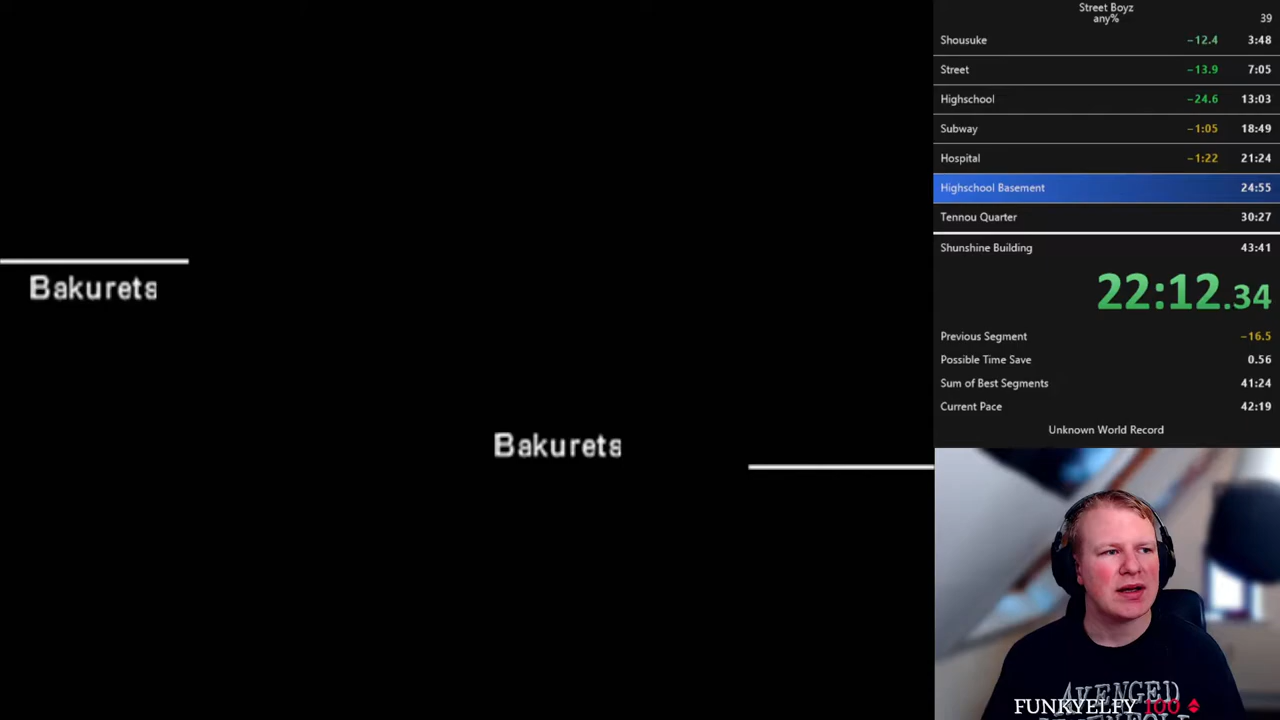 Bakurets
Bakurets
Street Boyz
any%
39
Shousuke -12.4 3:48
Street -13.9 7:05
Highschool -24.6 13:03
Subway -1:05 18:49
Hospital -1:22 21:24
Highschool Basement 24:55
Tennou Quarter 30:27
Shunshine Building 43:41
22:12.34
Previous Segment -16.5
Possible Time Save 0.56
Sum of Best Segments 41:24
Current Pace 42:19
Unknown World Record
AVENGED
FUNKYELFY 100